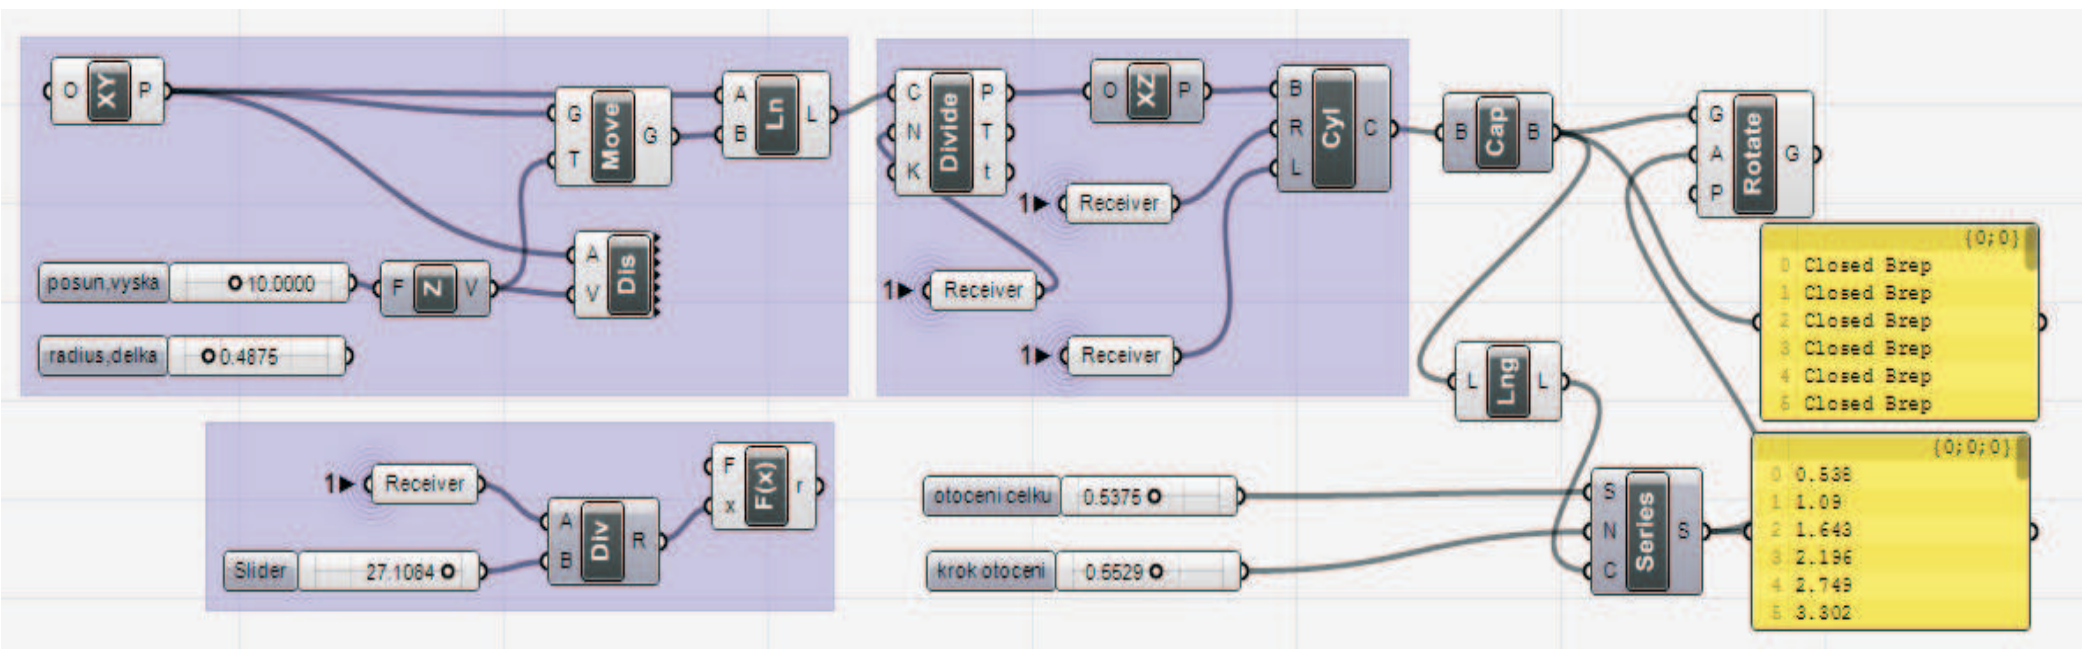 O XY P
G T Move G
A B Ln L
A V Dis
posun,vyska 10.0000
F Z V
radius,delka 0.4875
C N K Divide P T t
O XZ P
B R L Cyl C
1 Receiver
1 Receiver
1 Receiver
B Cap B
G A P Rotate G
{0;0}
0 Closed Brep
1 Closed Brep
2 Closed Brep
3 Closed Brep
4 Closed Brep
5 Closed Brep
L Lng L
1 Receiver
Slider 27.1084
A B Div R
F x F(x) r
otoceni celku 0.5375
krok otoceni 0.5529
S N C Series S
{0;0;0}
0 0.538
1 1.09
2 1.643
3 2.196
4 2.749
5 3.302